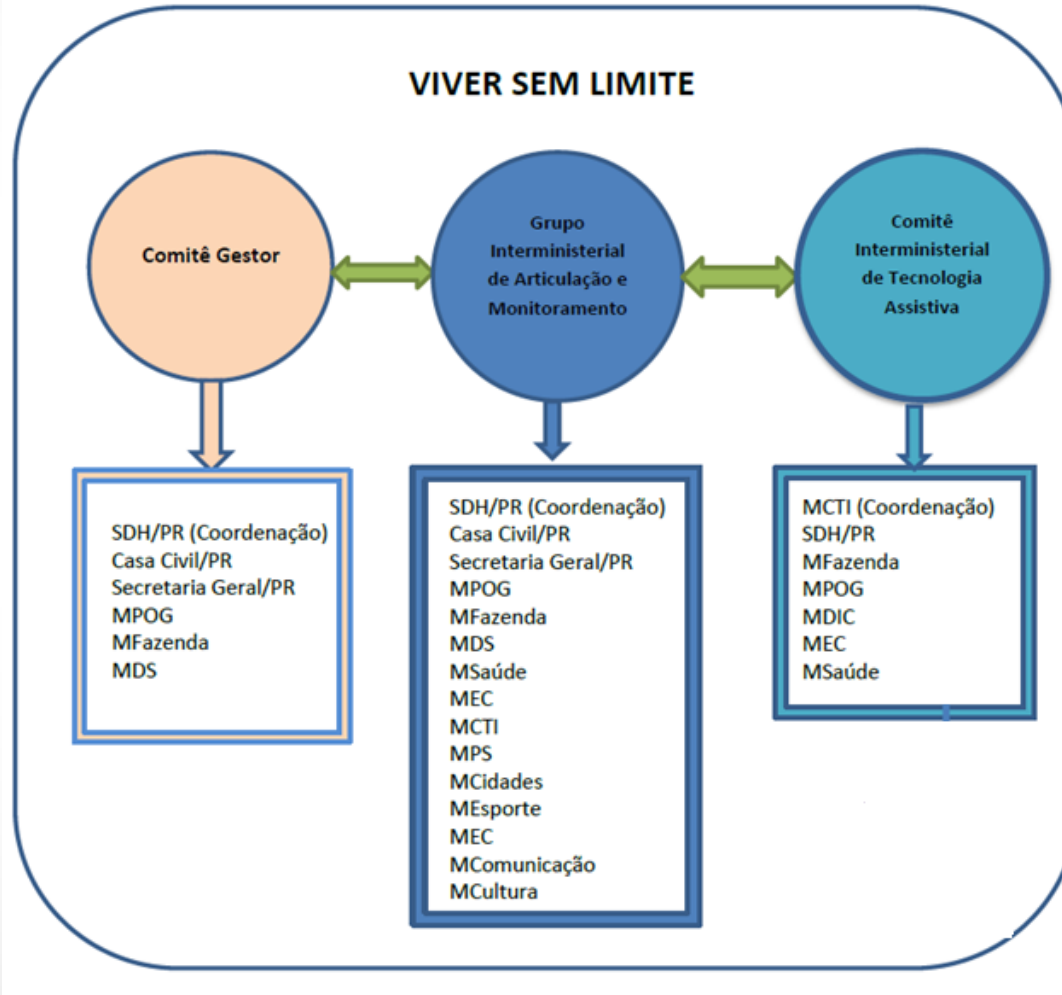 VIVER SEM LIMITE
Comitê Gestor
Grupo
Interministerial
de Articulação e
Monitoramento
Comitê
Interministerial
de Tecnologia
Assistiva
SDH/PR (Coordenação)
Casa Civil/PR
Secretaria Geral/PR
MPOG
MFazenda
MDS
SDH/PR (Coordenação)
Casa Civil/PR
Secretaria Geral/PR
MPOG
MFazenda
MDS
MSaúde
MEC
MCTI
MPS
MCidades
MEsporte
MEC
MComunicação
MCultura
MCTI (Coordenação)
SDH/PR
MFazenda
MPOG
MDIC
MEC
MSaúde